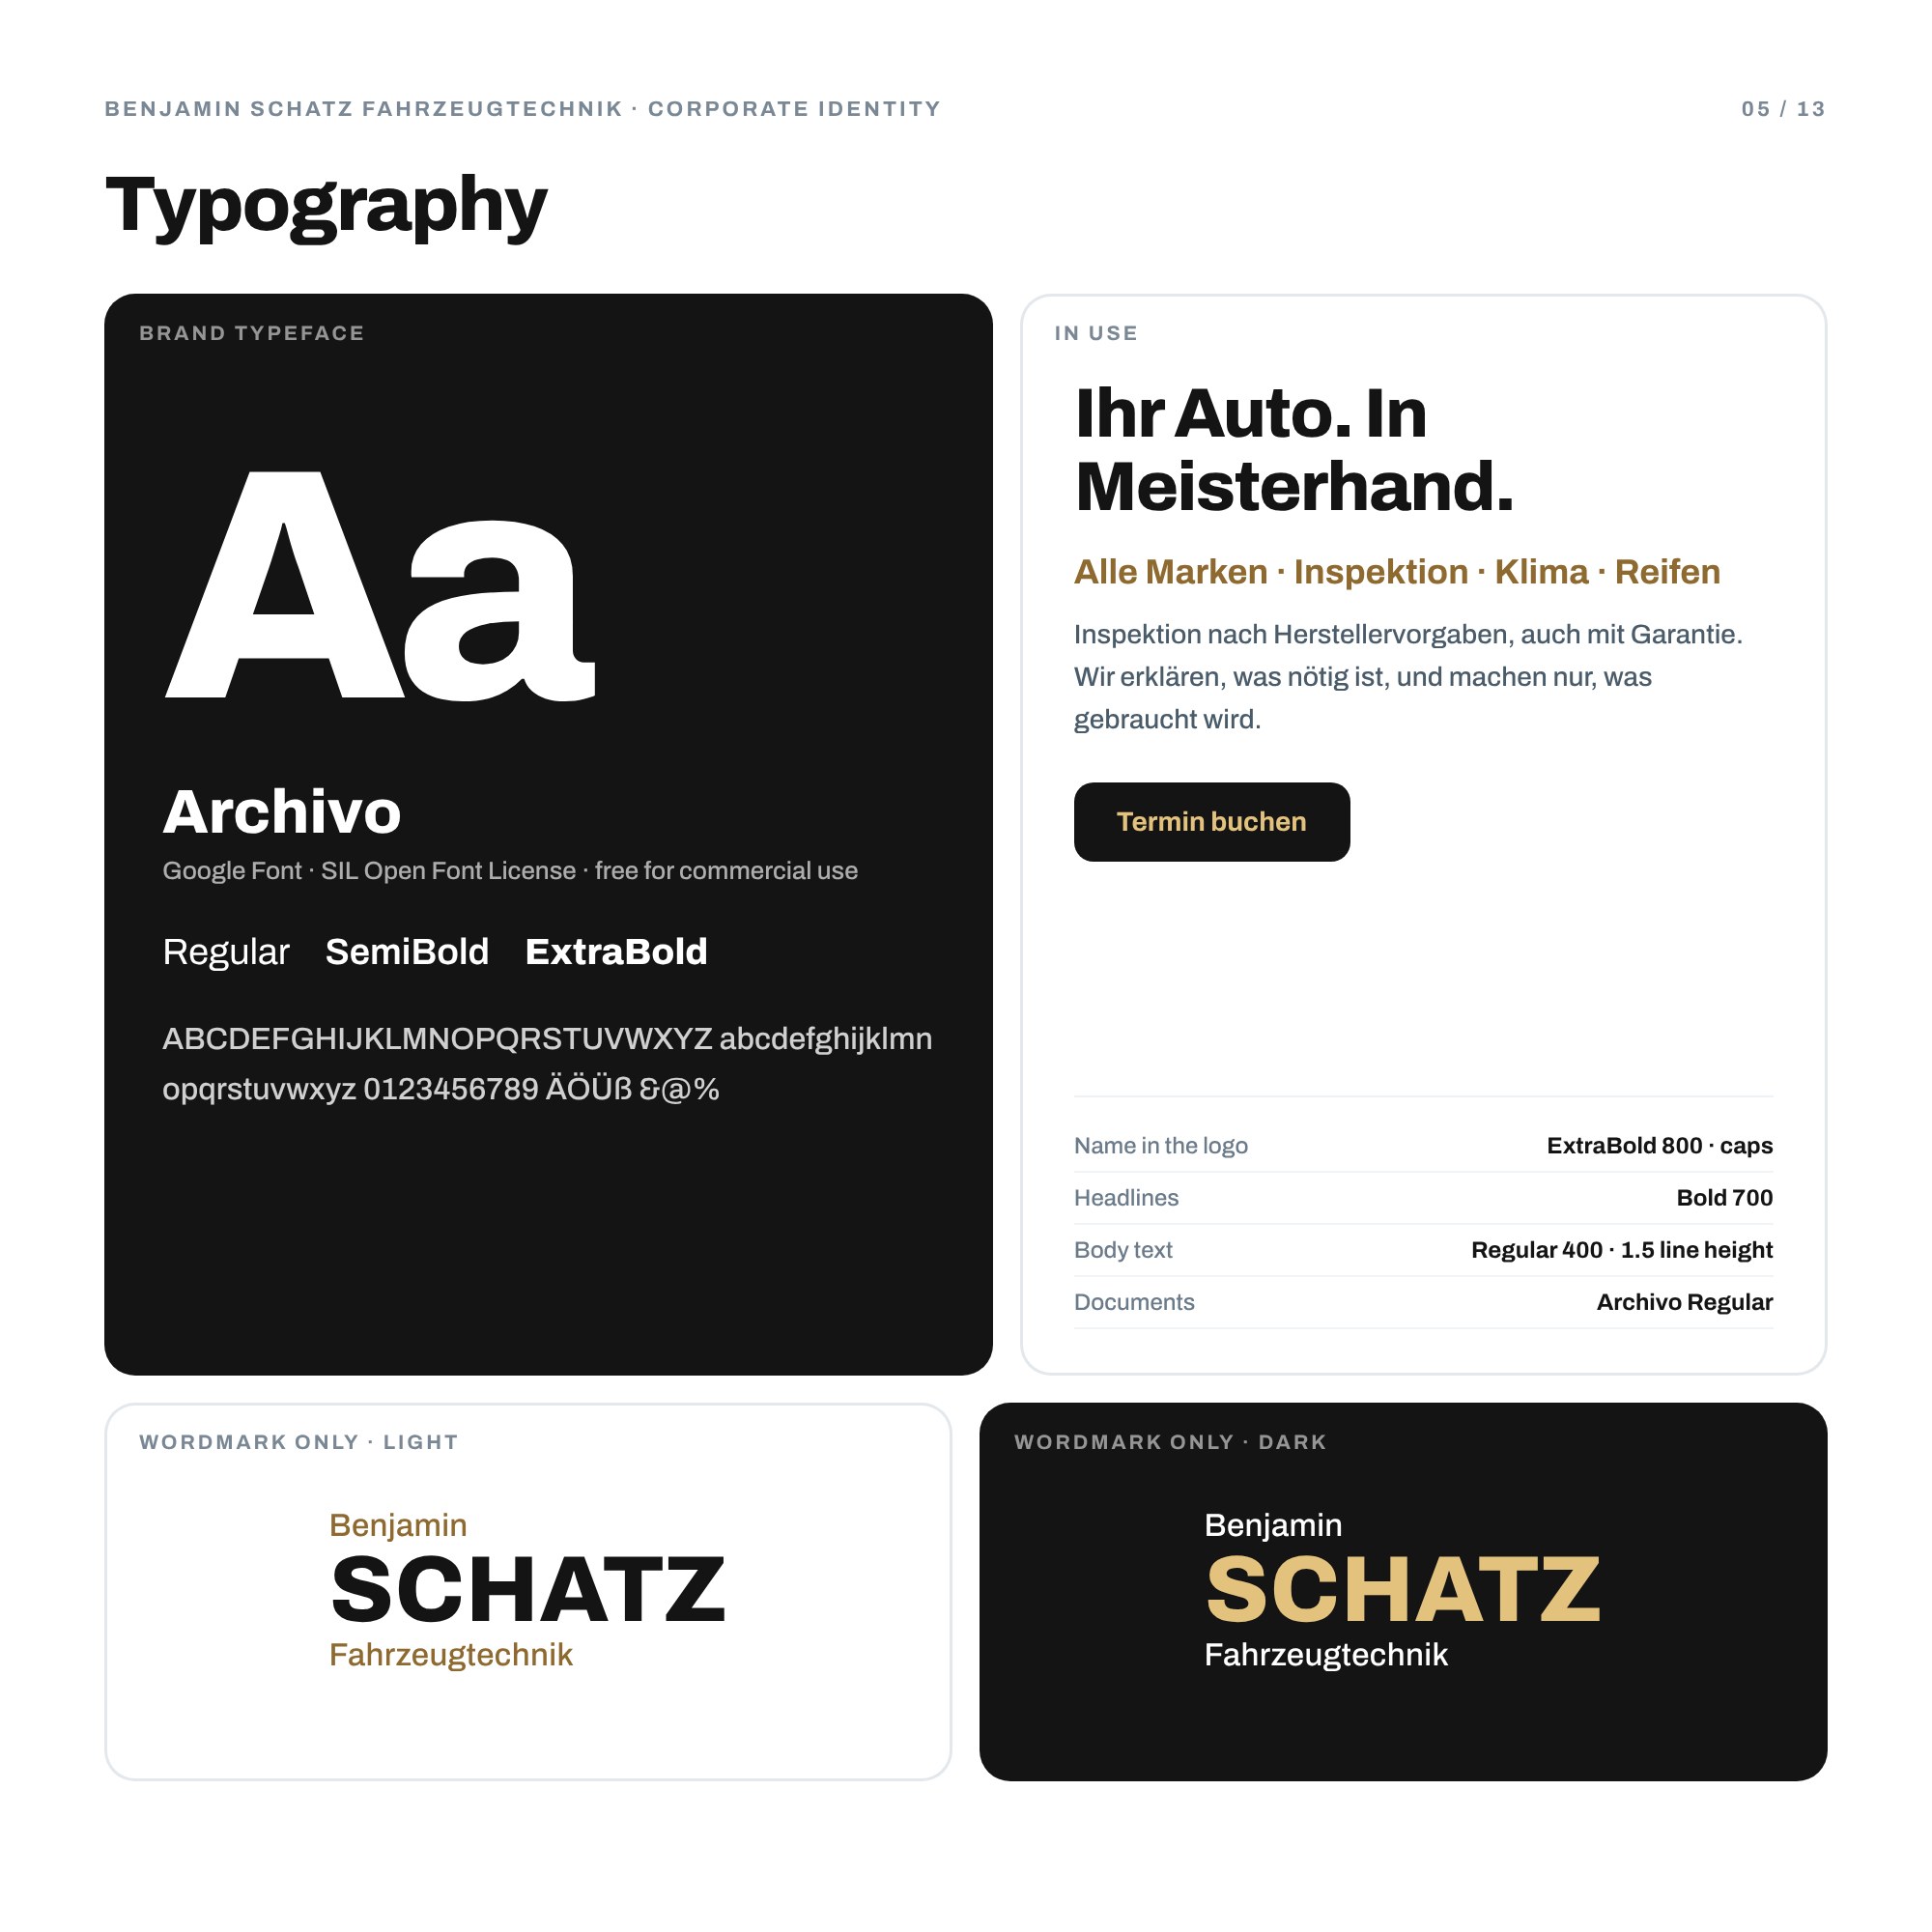 BENJAMIN SCHATZ FAHRZEUGTECHNIK · CORPORATE IDENTITY
05 / 13
Typography
BRAND TYPEFACE
Aa
Archivo
Google Font · SIL Open Font License · free for commercial use
Regular SemiBold ExtraBold
ABCDEFGHIJKLMNOPQRSTUVWXYZ abcdefghijklmn
opqrstuvwxyz 0123456789 ÄÖÜß &@%
IN USE
Ihr Auto. In
Meisterhand.
Alle Marken · Inspektion · Klima · Reifen
Inspektion nach Herstellervorgaben, auch mit Garantie.
Wir erklären, was nötig ist, und machen nur, was
gebraucht wird.
Termin buchen
Name in the logo ExtraBold 800 · caps
Headlines Bold 700
Body text Regular 400 · 1.5 line height
Documents Archivo Regular
WORDMARK ONLY · LIGHT
Benjamin
SCHATZ
Fahrzeugtechnik
WORDMARK ONLY · DARK
Benjamin
SCHATZ
Fahrzeugtechnik